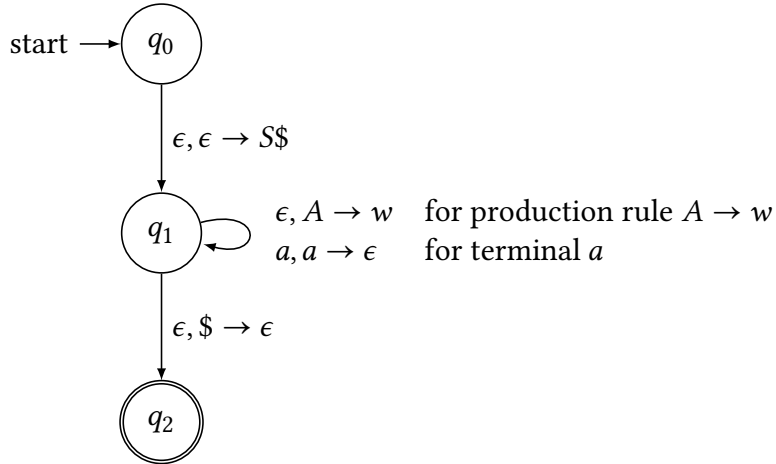 start q₀
ϵ, ϵ → S$
q₁
ϵ, A → w for production rule A → w
a, a → ϵ for terminal a
ϵ, $ → ϵ
q₂